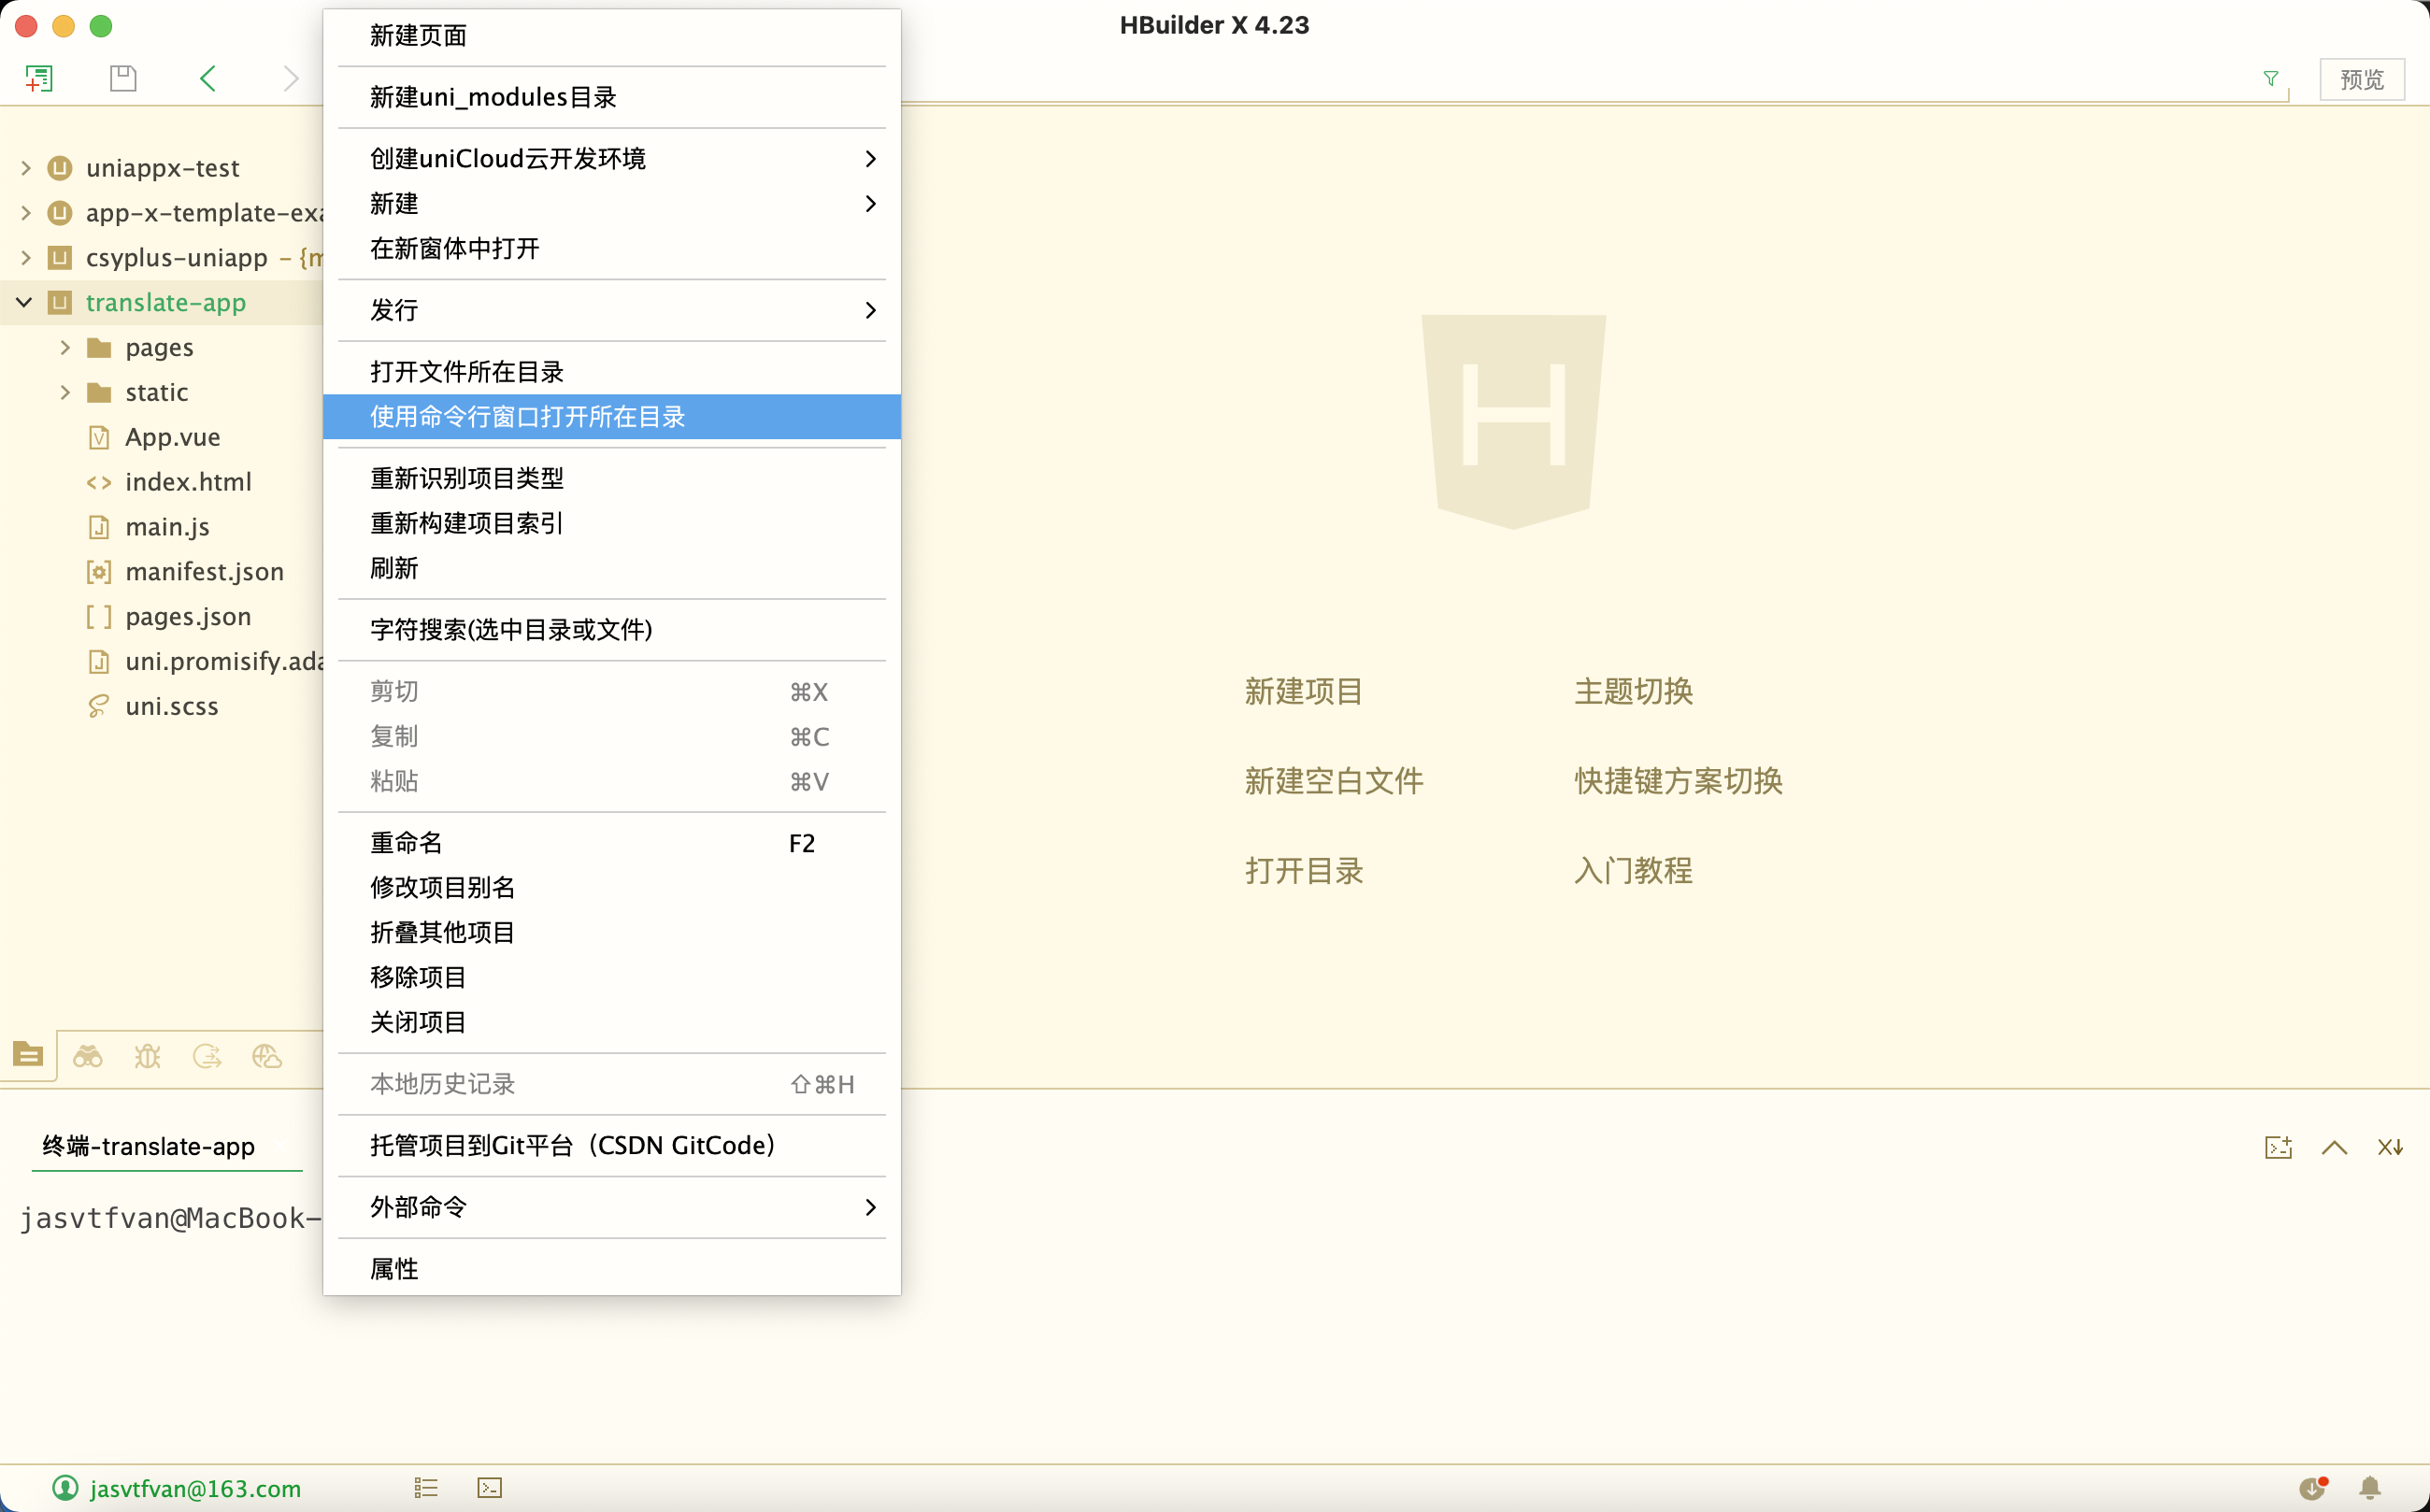 HBuilder X 4.23
预览
uniappx-test
app-x-template-exa
csyplus-uniapp - {m
translate-app
pages
static
App.vue
index.html
main.js
manifest.json
pages.json
uni.promisify.ada
uni.scss
新建页面
新建uni_modules目录
创建uniCloud云开发环境
新建
在新窗体中打开
发行
打开文件所在目录
使用命令行窗口打开所在目录
重新识别项目类型
重新构建项目索引
刷新
字符搜索(选中目录或文件)
剪切 ⌘X
复制 ⌘C
粘贴 ⌘V
重命名 F2
修改项目别名
折叠其他项目
移除项目
关闭项目
本地历史记录 ⇧⌘H
托管项目到Git平台（CSDN GitCode）
外部命令
属性
新建项目 主题切换
新建空白文件 快捷键方案切换
打开目录 入门教程
终端-translate-app
jasvtfvan@MacBook-
jasvtfvan@163.com